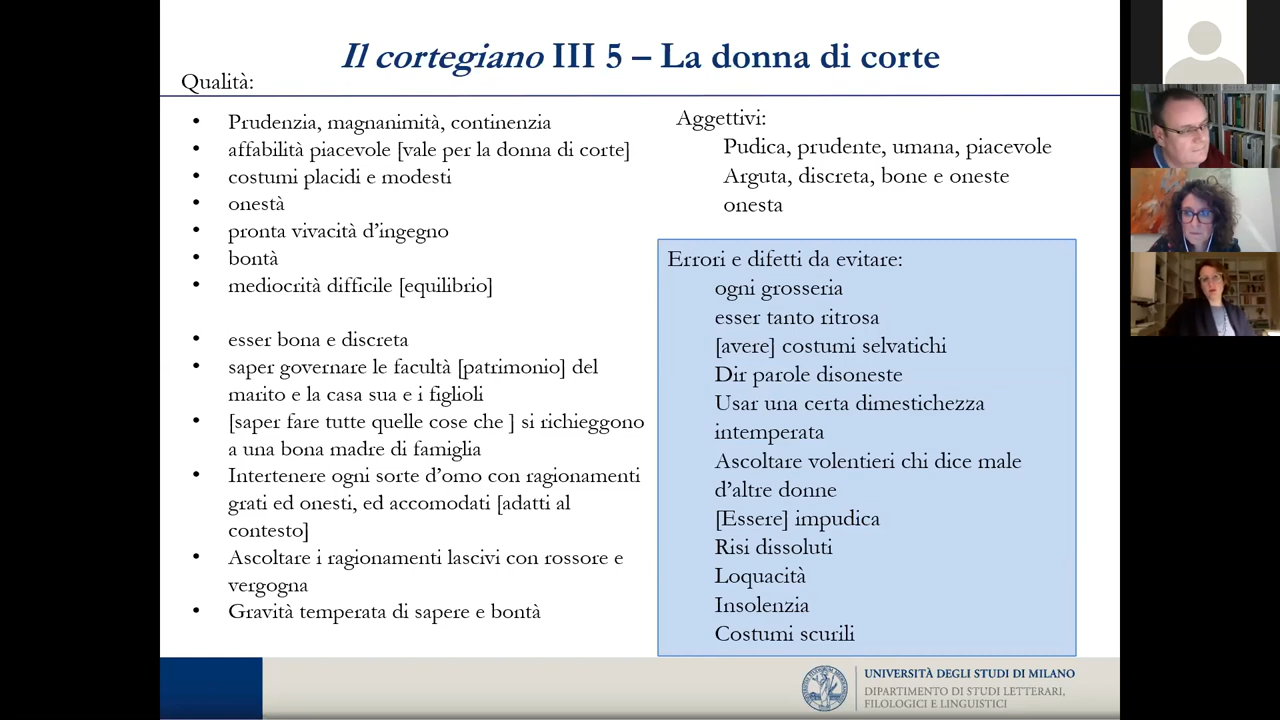 Il cortegiano III 5 – La donna di corte
Qualità:
• Prudenzia, magnanimità, continenzia
• affabilità piacevole [vale per la donna di corte]
• costumi placidi e modesti
• onestà
• pronta vivacità d'ingegno
• bontà
• mediocrità difficile [equilibrio]
• esser bona e discreta
• saper governare le facultà [patrimonio] del
marito e la casa sua e i figlioli
• [saper fare tutte quelle cose che ] si richieggono
a una bona madre di famiglia
• Intertenere ogni sorte d'omo con ragionamenti
grati ed onesti, ed accomodati [adatti al
contesto]
• Ascoltare i ragionamenti lascivi con rossore e
vergogna
• Gravità temperata di sapere e bontà
Aggettivi:
Pudica, prudente, umana, piacevole
Arguta, discreta, bone e oneste
onesta
Errori e difetti da evitare:
ogni grosseria
esser tanto ritrosa
[avere] costumi selvatichi
Dir parole disoneste
Usar una certa dimestichezza
intemperata
Ascoltare volentieri chi dice male
d'altre donne
[Essere] impudica
Risi dissoluti
Loquacità
Insolenzia
Costumi scurili
UNIVERSITÀ DEGLI STUDI DI MILANO
DIPARTIMENTO DI STUDI LETTERARI,
FILOLOGICI E LINGUISTICI